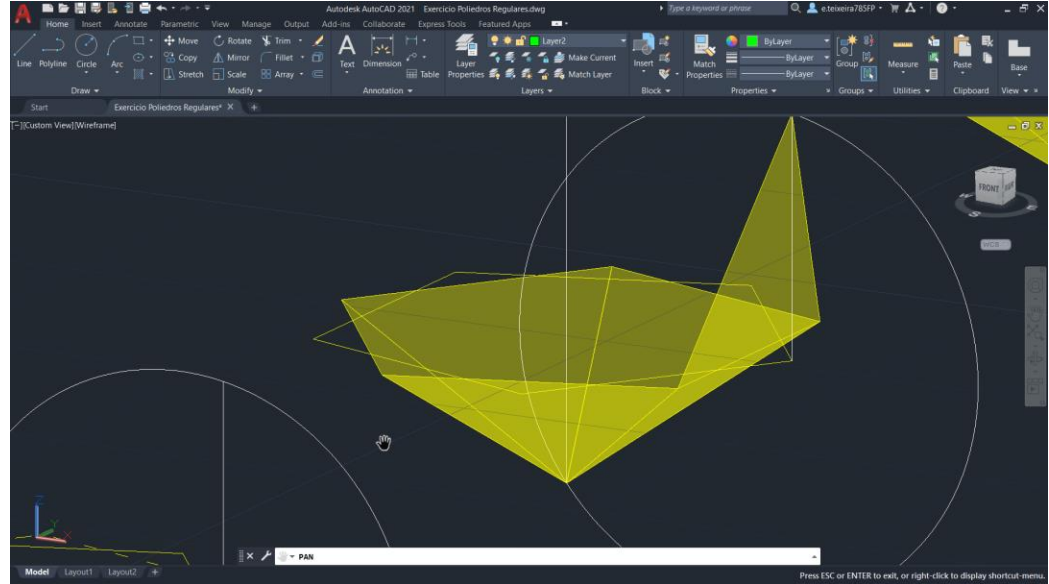 Autodesk AutoCAD 2021 Exercicio Poliedros Regulares.dwg
Type a keyword or phrase
e.teixeira785FP
Home Insert Annotate Parametric View Manage Output Add-ins Collaborate Express Tools Featured Apps
Line Polyline Circle Arc
Move Rotate Trim
Copy Mirror Fillet
Stretch Scale Array
Text Dimension
Table
Layer Properties
Layer2
Make Current
Match Layer
Insert
Match Properties
ByLayer
ByLayer
ByLayer
Group
Measure
Paste
Base
Draw Modify Annotation Layers Block Properties Groups Utilities Clipboard View
Start Exercicio Poliedros Regulares*
[-][Custom View][Wireframe]
FRONT
S
WCS
Z
Y
X
PAN
Model Layout1 Layout2
Press ESC or ENTER to exit, or right-click to display shortcut-menu.